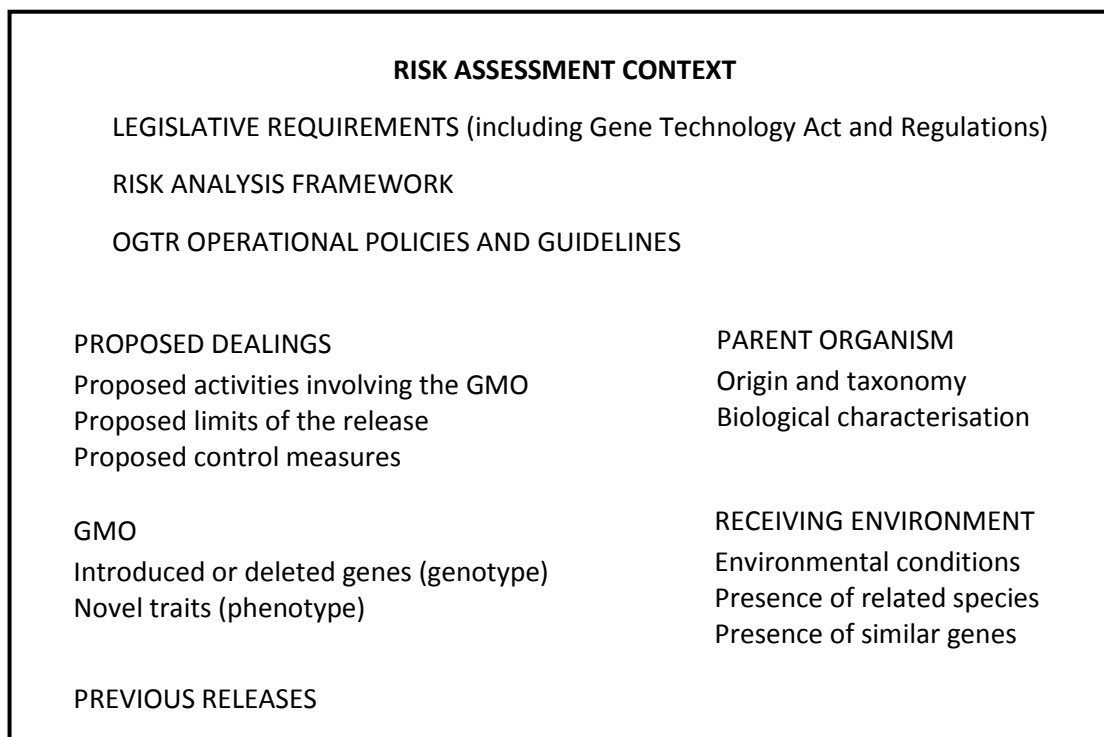 RISK ASSESSMENT CONTEXT
LEGISLATIVE REQUIREMENTS (including Gene Technology Act and Regulations)
RISK ANALYSIS FRAMEWORK
OGTR OPERATIONAL POLICIES AND GUIDELINES
PROPOSED DEALINGS
Proposed activities involving the GMO
Proposed limits of the release
Proposed control measures
PARENT ORGANISM
Origin and taxonomy
Biological characterisation
GMO
Introduced or deleted genes (genotype)
Novel traits (phenotype)
RECEIVING ENVIRONMENT
Environmental conditions
Presence of related species
Presence of similar genes
PREVIOUS RELEASES